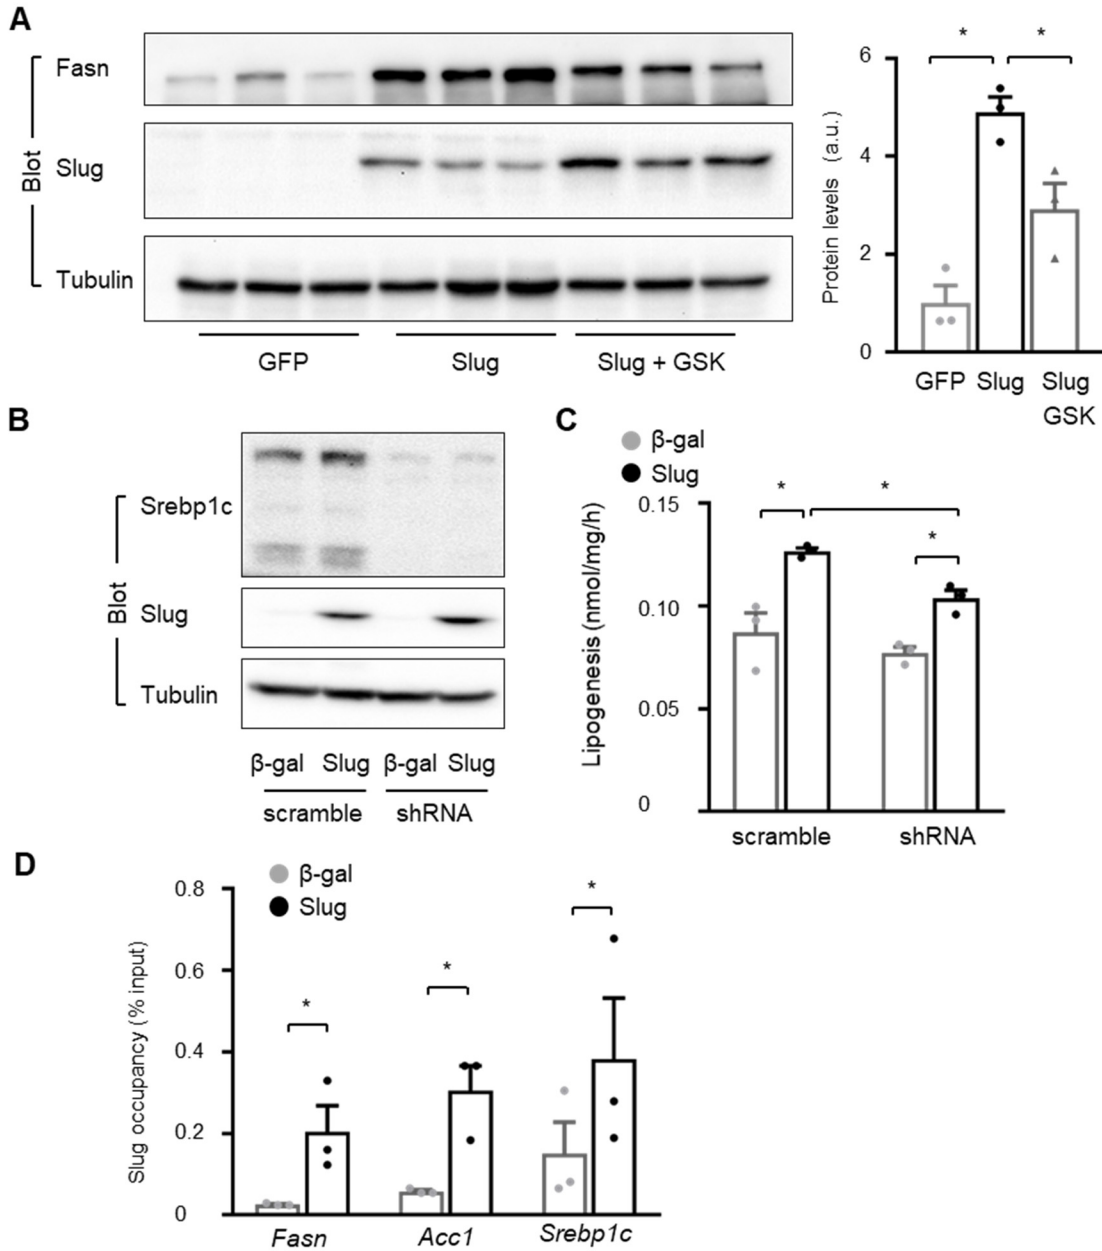 A
Blot
Fasn
Slug
Tubulin
GFP
Slug
Slug + GSK
Protein levels (a.u.)
6
4
2
0
*
*
GFP
Slug
Slug
GSK
B
Blot
Srebp1c
Slug
Tubulin
β-gal Slug β-gal Slug
scramble shRNA
C
β-gal
Slug
Lipogenesis (nmol/mg/h)
0.15
0.10
0.05
0
*
*
*
scramble
shRNA
D
β-gal
Slug
Slug occupancy (% input)
0.8
0.6
0.4
0.2
0
*
*
*
Fasn
Acc1
Srebp1c